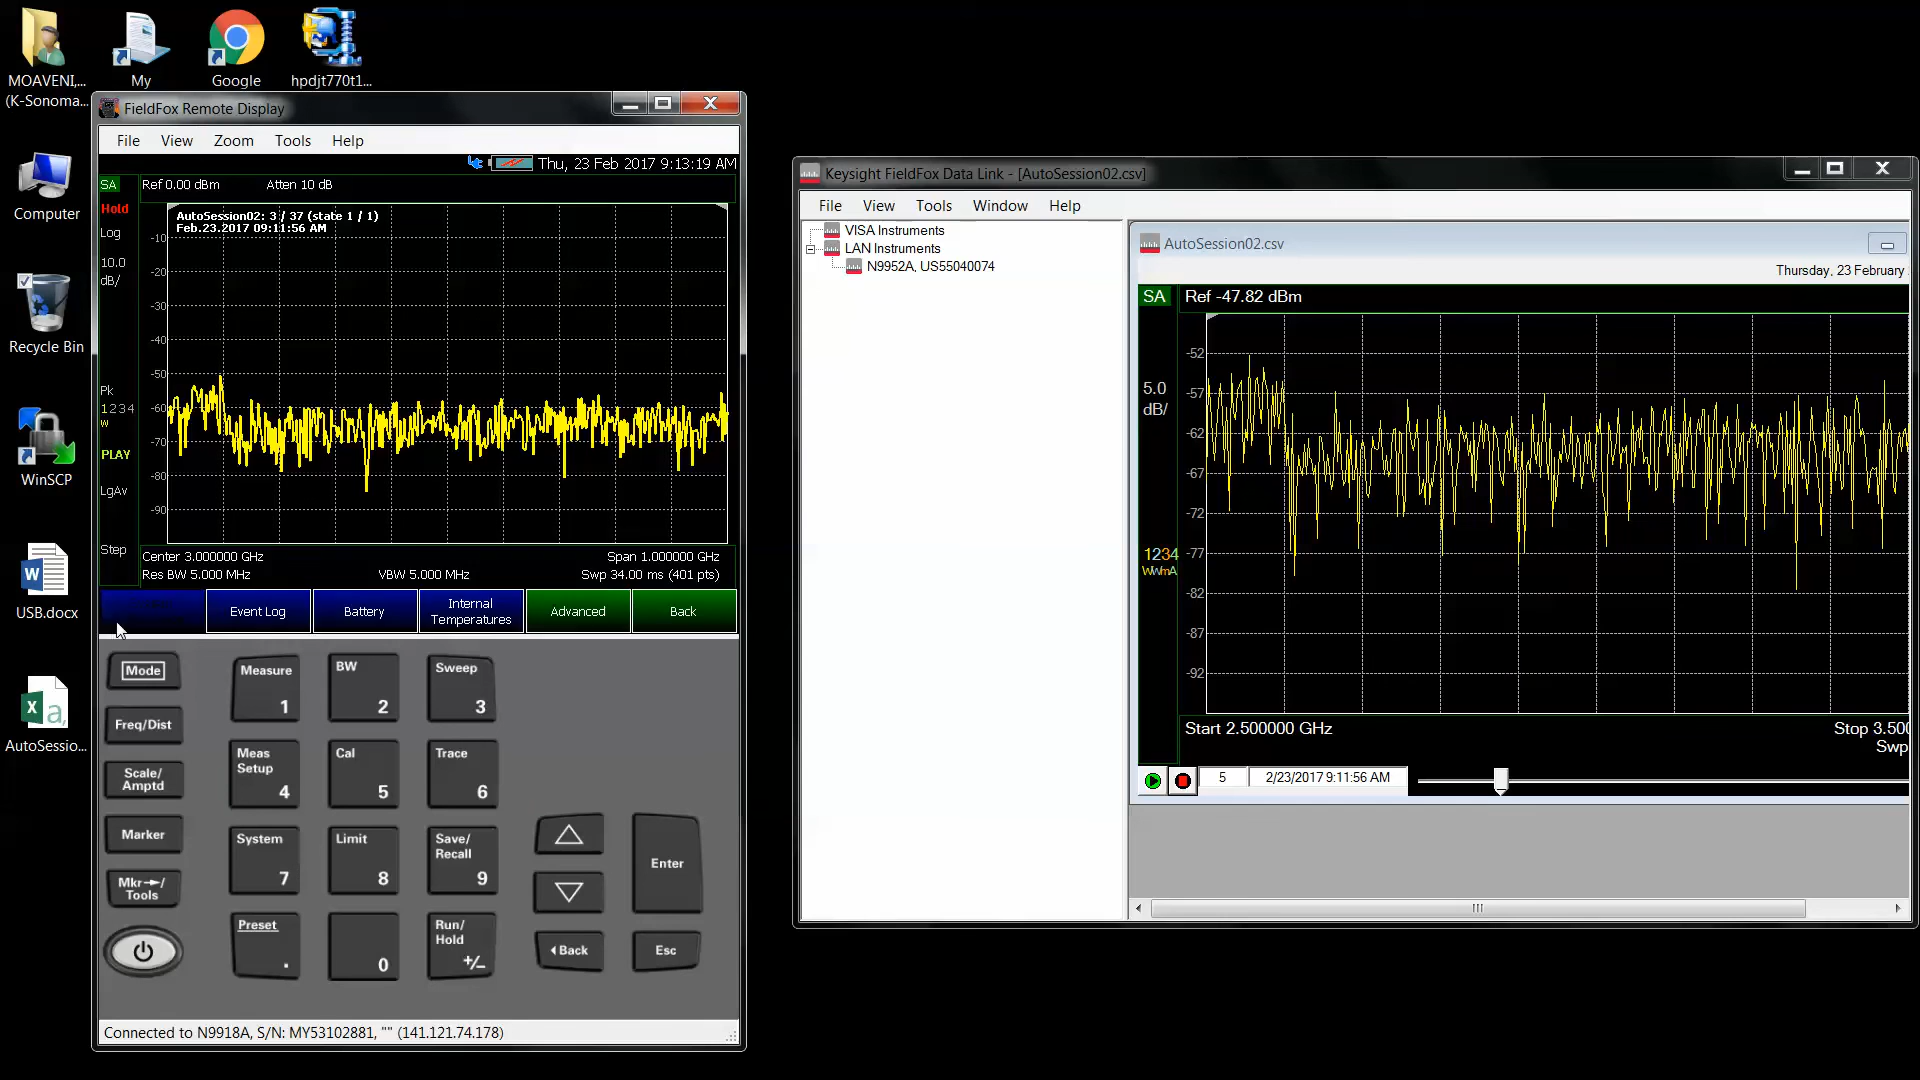 MOAVENI,...
(K-Sonoma...
My
Google
hpdjt770t1...
Computer
Recycle Bin
WinSCP
USB.docx
AutoSessio...
FieldFox Remote Display
File View Zoom Tools Help
Thu, 23 Feb 2017 9:13:19 AM
SA
Ref 0.00 dBm Atten 10 dB
Hold
Log
10.0
dB/
Pk
1234
w
PLAY
LgAv
Step
AutoSession02: 3 / 37 (state 1 / 1)
Feb.23.2017 09:11:56 AM
-10
-20
-30
-40
-50
-60
-70
-80
-90
Center 3.000000 GHz Span 1.000000 GHz
Res BW 5.000 MHz VBW 5.000 MHz Swp 34.00 ms (401 pts)
Event Log
Battery
Internal
Temperatures
Advanced
Back
Mode
Measure
1
BW
2
Sweep
3
Freq/Dist
Meas
Setup
4
Cal
5
Trace
6
Scale/
Amptd
Marker
System
7
Limit
8
Save/
Recall
9
Enter
Mkr→/
Tools
Preset
.
0
Run/
Hold
+/-
Back
Esc
Connected to N9918A, S/N: MY53102881, "" (141.121.74.178)
Keysight FieldFox Data Link - [AutoSession02.csv]
File View Tools Window Help
VISA Instruments
LAN Instruments
N9952A, US55040074
AutoSession02.csv
Thursday, 23 February
SA
Ref -47.82 dBm
5.0
dB/
1234
WWmA
-52
-57
-62
-67
-72
-77
-82
-87
-92
Start 2.500000 GHz Stop 3.500
Swp
5 2/23/2017 9:11:56 AM